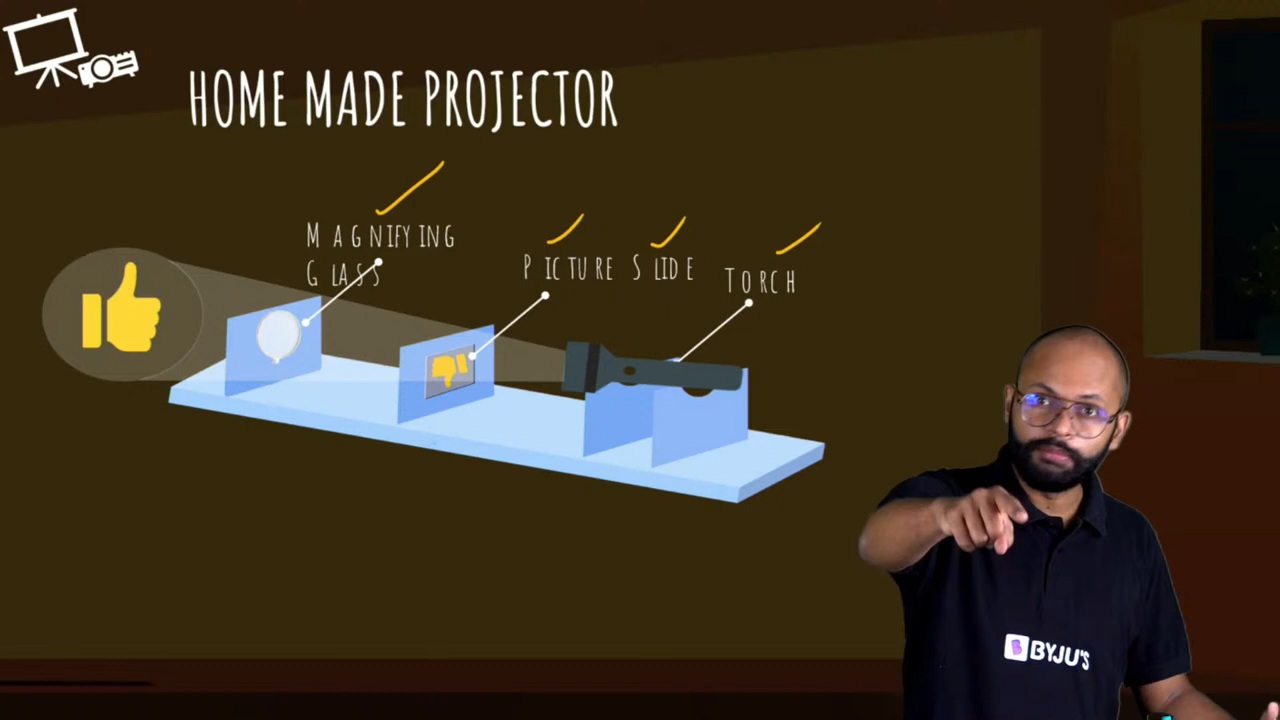 HOME MADE PROJECTOR
MAGNIFYING
GLASS
PICTURE SLIDE
TORCH
B BYJU'S